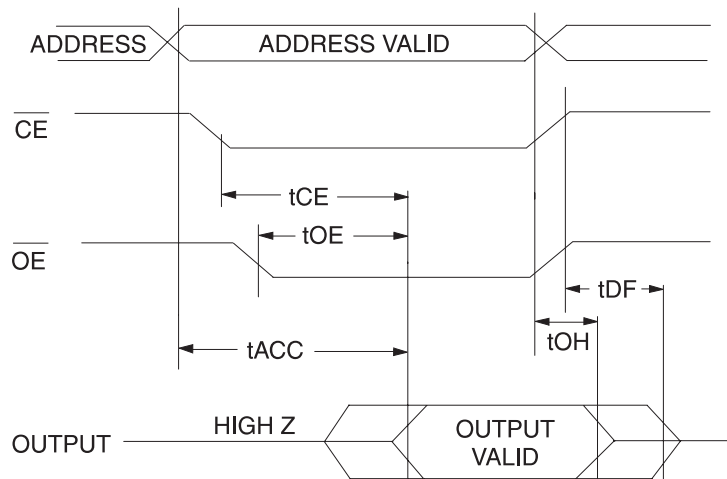 ADDRESS ADDRESS VALID
CE
tCE
tOE
OE
tDF
tOH
tACC
HIGH Z
OUTPUT
OUTPUT
VALID